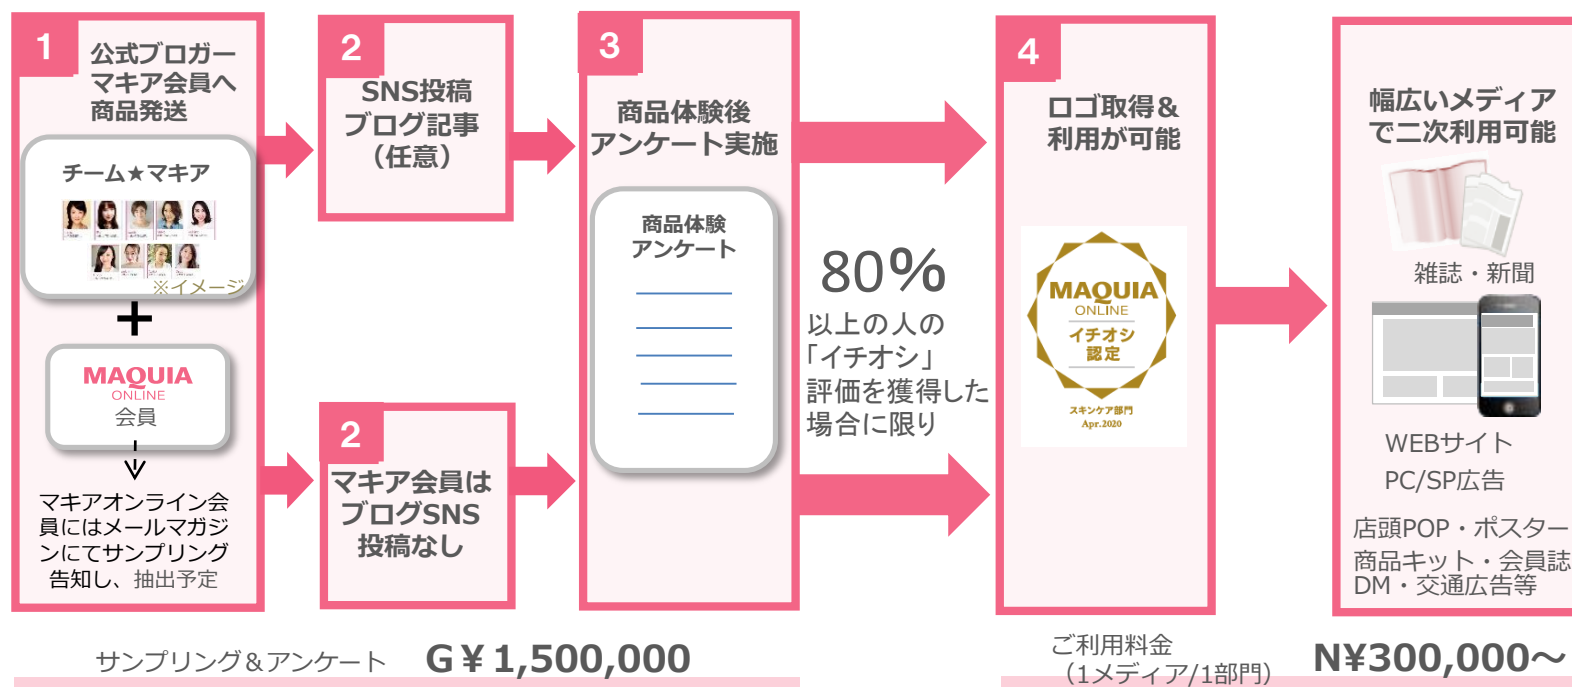 1
公式ブロガー
マキア会員へ
商品発送
チーム★マキア
※イメージ
+
MAQUIA
ONLINE
会員
マキアオンライン会
員にはメールマガジ
ンにてサンプリング
告知し、抽出予定
2
SNS投稿
ブログ記事
（任意）
2
マキア会員は
ブログSNS
投稿なし
3
商品体験後
アンケート実施
商品体験
アンケート
80%
以上の人の
「イチオシ」
評価を獲得した
場合に限り
4
ロゴ取得＆
利用が可能
MAQUIA
ONLINE
イチオシ
認定
スキンケア部門
Apr.2020
幅広いメディア
で二次利用可能
雑誌・新聞
WEBサイト
PC/SP広告
店頭POP・ポスター
商品キット・会員誌
DM・交通広告等
サンプリング＆アンケート G￥1,500,000
ご利用料金
（1メディア/1部門） N¥300,000～